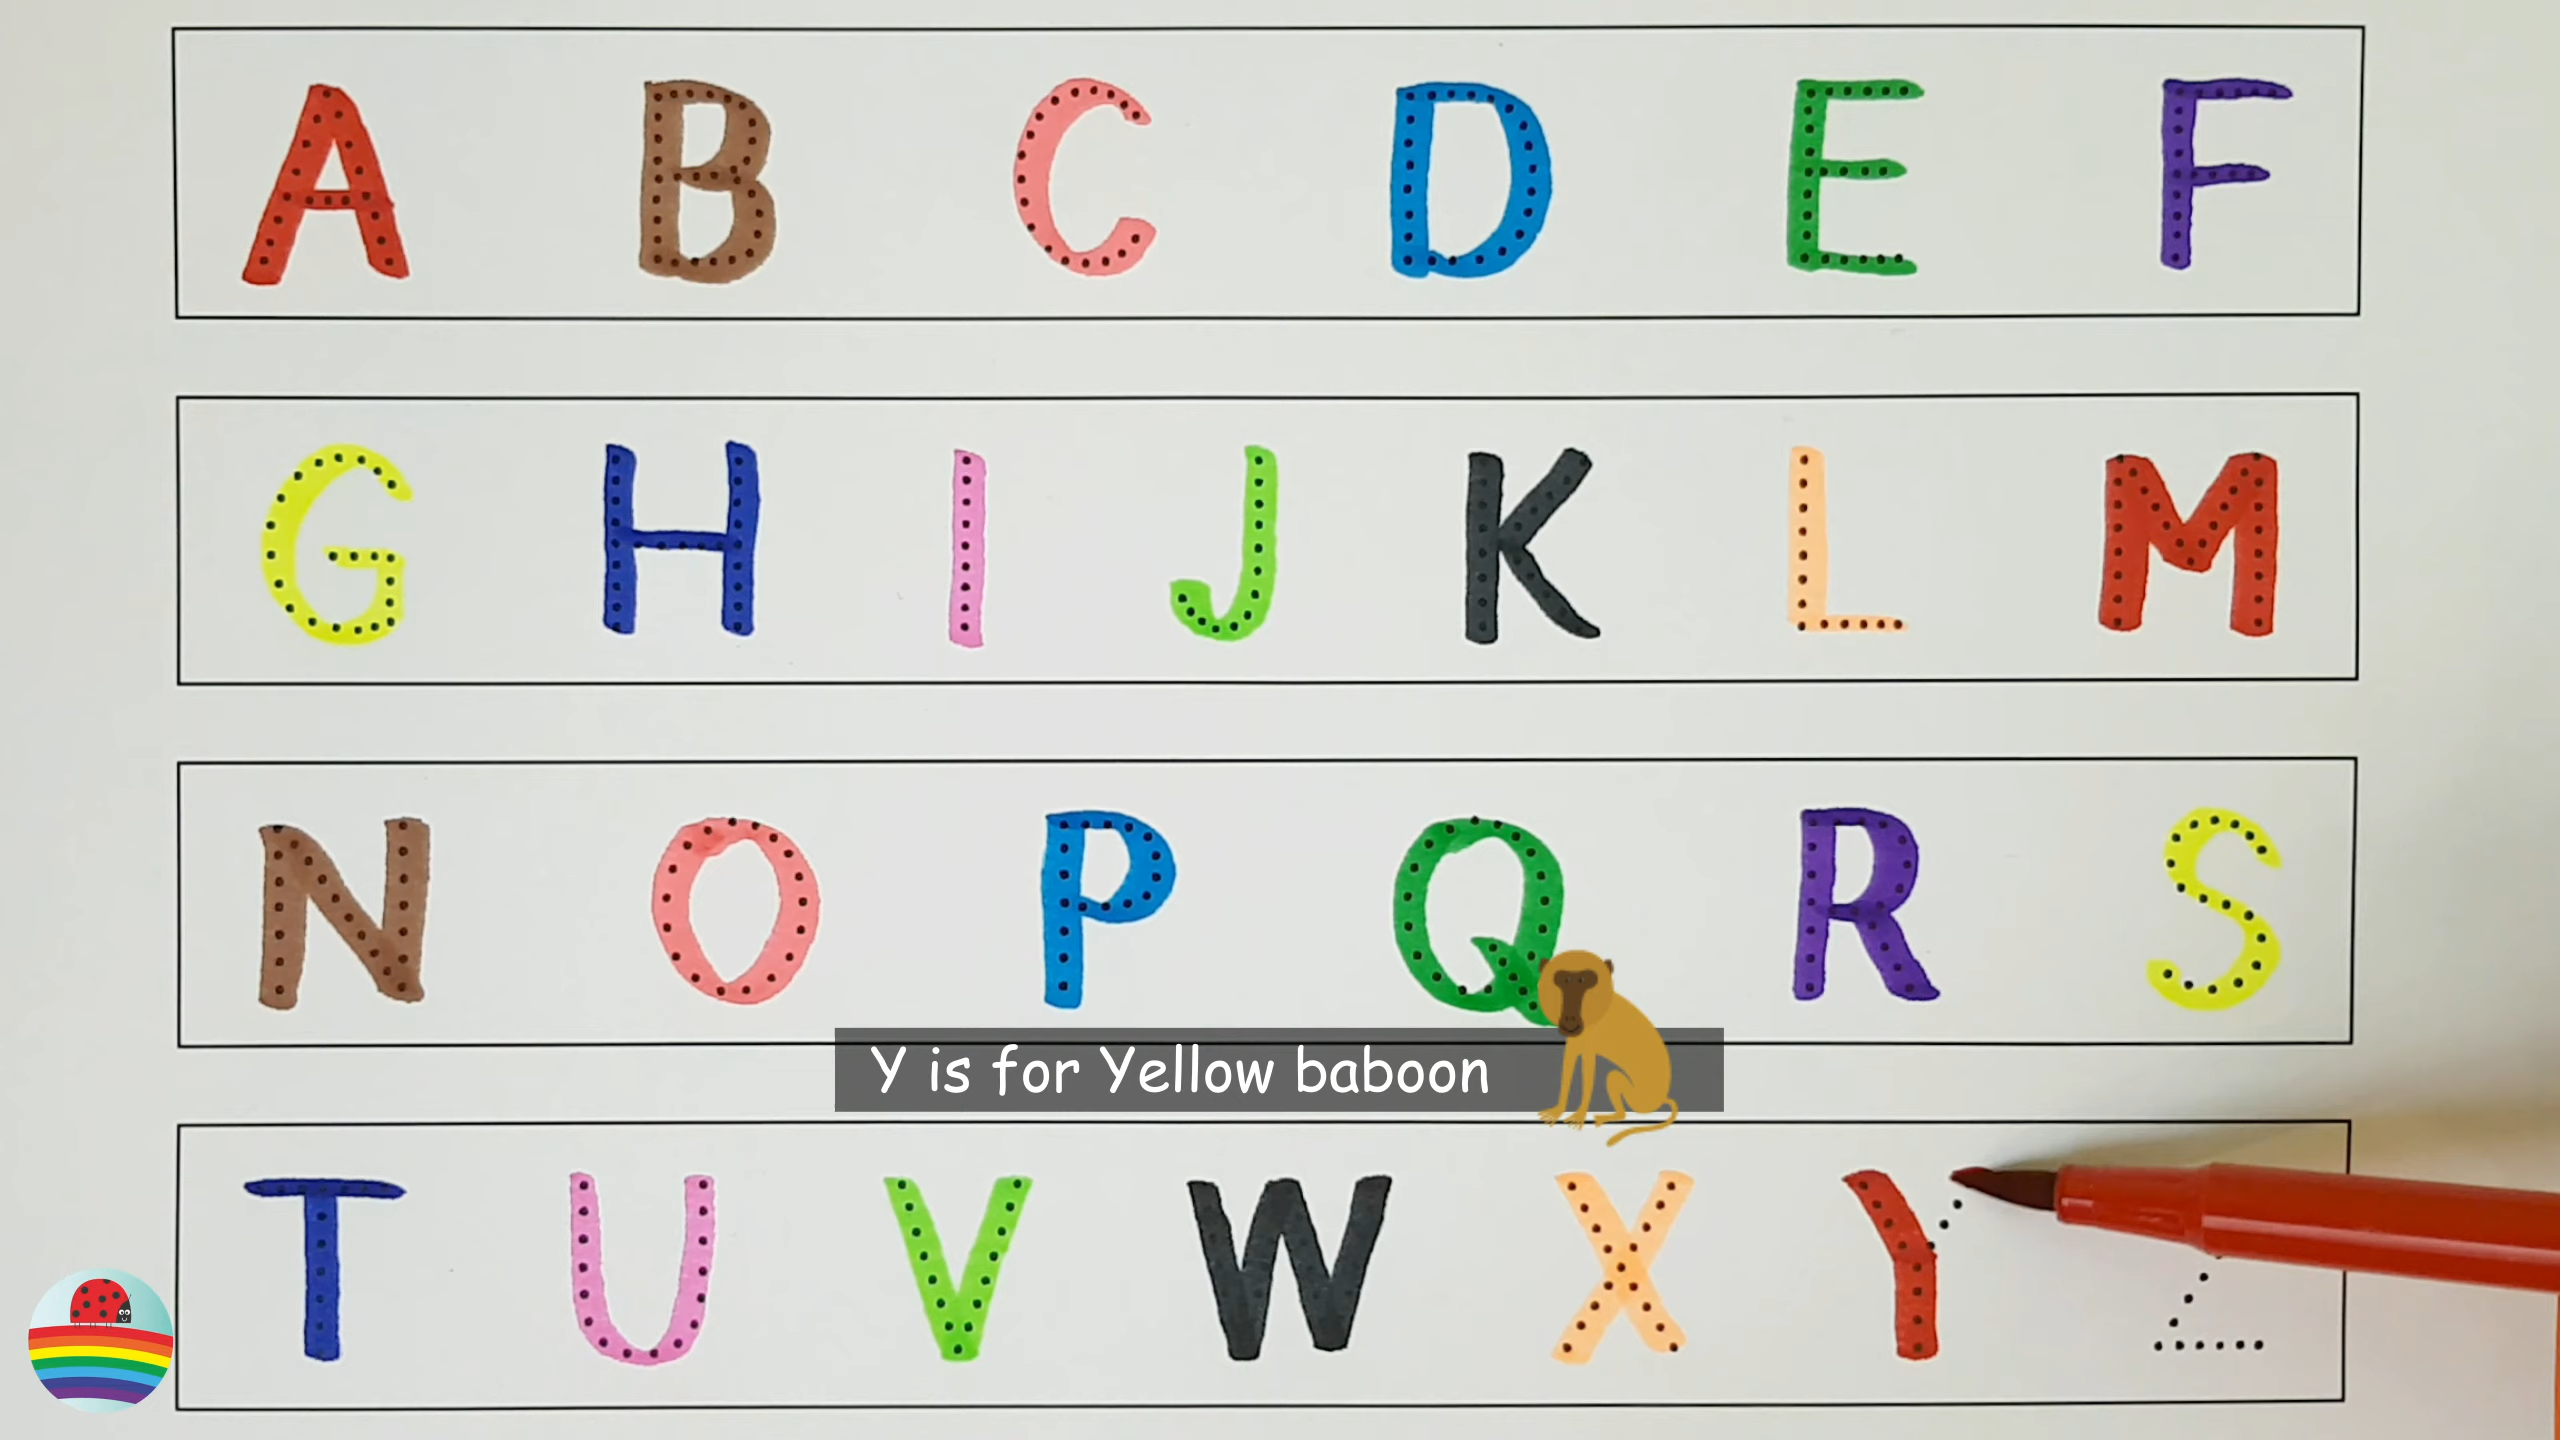 A B C D E F
G H I J K L M
N O P Q R S
Y is for Yellow baboon
T U V W X Y Z